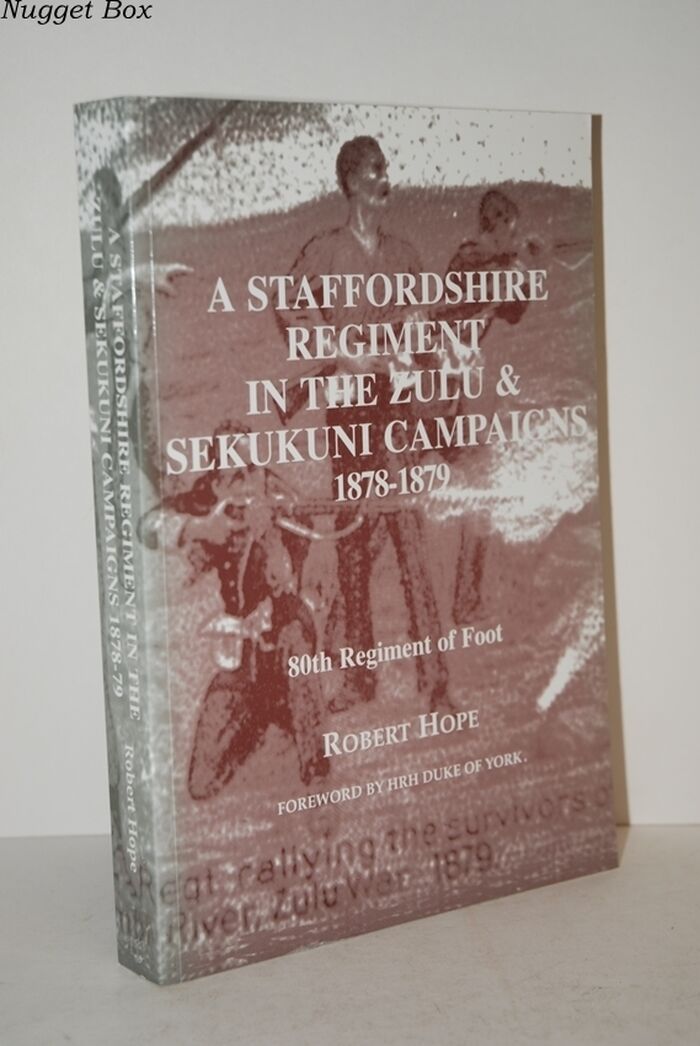 Nugget Box
A STAFFORDSHIRE
REGIMENT
IN THE ZULU &
SEKUKUNI CAMPAIGNS
1878-1879
80th Regiment of Foot
ROBERT HOPE
FOREWORD BY HRH DUKE OF YORK.
Regt. rallying the survivors
River, Zulu War 1879
A STAFFORDSHIRE REGIMENT IN THE
ZULU & SEKUKUNI CAMPAIGNS 1878-79
Robert Hope